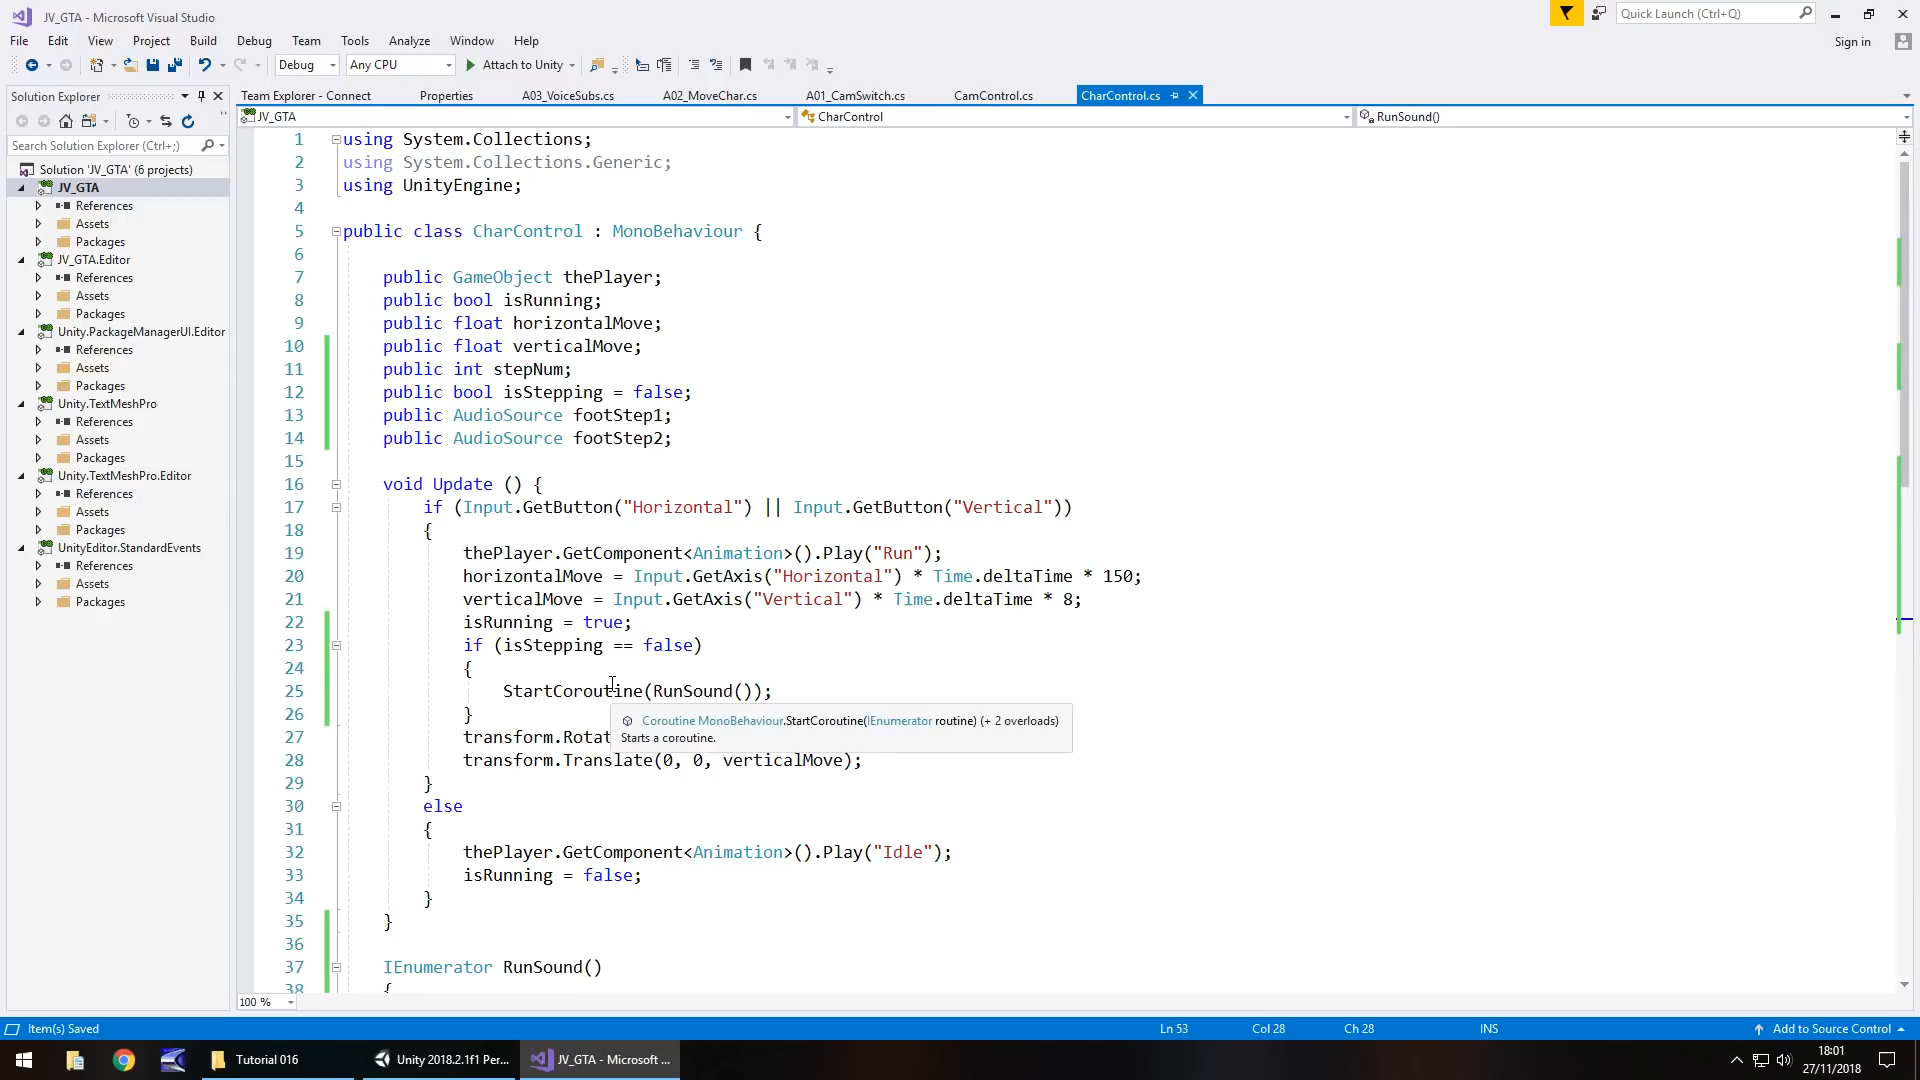 JV_GTA - Microsoft Visual Studio
Quick Launch (Ctrl+Q)
File Edit View Project Build Debug Team Tools Analyze Window Help
Sign in
Debug Any CPU Attach to Unity
Solution Explorer
Team Explorer - Connect Properties A03_VoiceSubs.cs A02_MoveChar.cs A01_CamSwitch.cs CamControl.cs CharControl.cs
JV_GTA CharControl RunSound()
Search Solution Explorer (Ctrl+;)
Solution 'JV_GTA' (6 projects)
JV_GTA
References
Assets
Packages
JV_GTA.Editor
References
Assets
Packages
Unity.PackageManagerUI.Editor
References
Assets
Packages
Unity.TextMeshPro
References
Assets
Packages
Unity.TextMeshPro.Editor
References
Assets
Packages
UnityEditor.StandardEvents
References
Assets
Packages
1 using System.Collections;
2 using System.Collections.Generic;
3 using UnityEngine;
4
5 public class CharControl : MonoBehaviour {
6
7 public GameObject thePlayer;
8 public bool isRunning;
9 public float horizontalMove;
10 public float verticalMove;
11 public int stepNum;
12 public bool isStepping = false;
13 public AudioSource footStep1;
14 public AudioSource footStep2;
15
16 void Update () {
17 if (Input.GetButton("Horizontal") || Input.GetButton("Vertical"))
18 {
19 thePlayer.GetComponent<Animation>().Play("Run");
20 horizontalMove = Input.GetAxis("Horizontal") * Time.deltaTime * 150;
21 verticalMove = Input.GetAxis("Vertical") * Time.deltaTime * 8;
22 isRunning = true;
23 if (isStepping == false)
24 {
25 StartCoroutine(RunSound());
26 }
Coroutine MonoBehaviour.StartCoroutine(IEnumerator routine) (+ 2 overloads)
Starts a coroutine.
27 transform.Rotat
28 transform.Translate(0, 0, verticalMove);
29 }
30 else
31 {
32 thePlayer.GetComponent<Animation>().Play("Idle");
33 isRunning = false;
34 }
35 }
36
37 IEnumerator RunSound()
38 {
100 %
Item(s) Saved Ln 53 Col 28 Ch 28 INS Add to Source Control
Tutorial 016 Unity 2018.2.1f1 Per... JV_GTA - Microsoft ...
18:01
27/11/2018